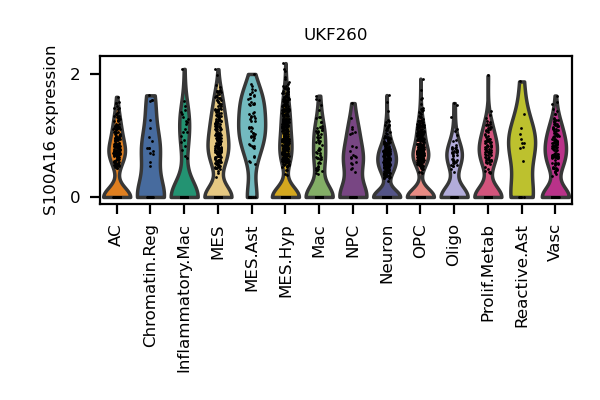 UKF260
S100A16 expression
2
0
AC
Chromatin.Reg
Inflammatory.Mac
MES
MES.Ast
MES.Hyp
Mac
NPC
Neuron
OPC
Oligo
Prolif.Metab
Reactive.Ast
Vasc